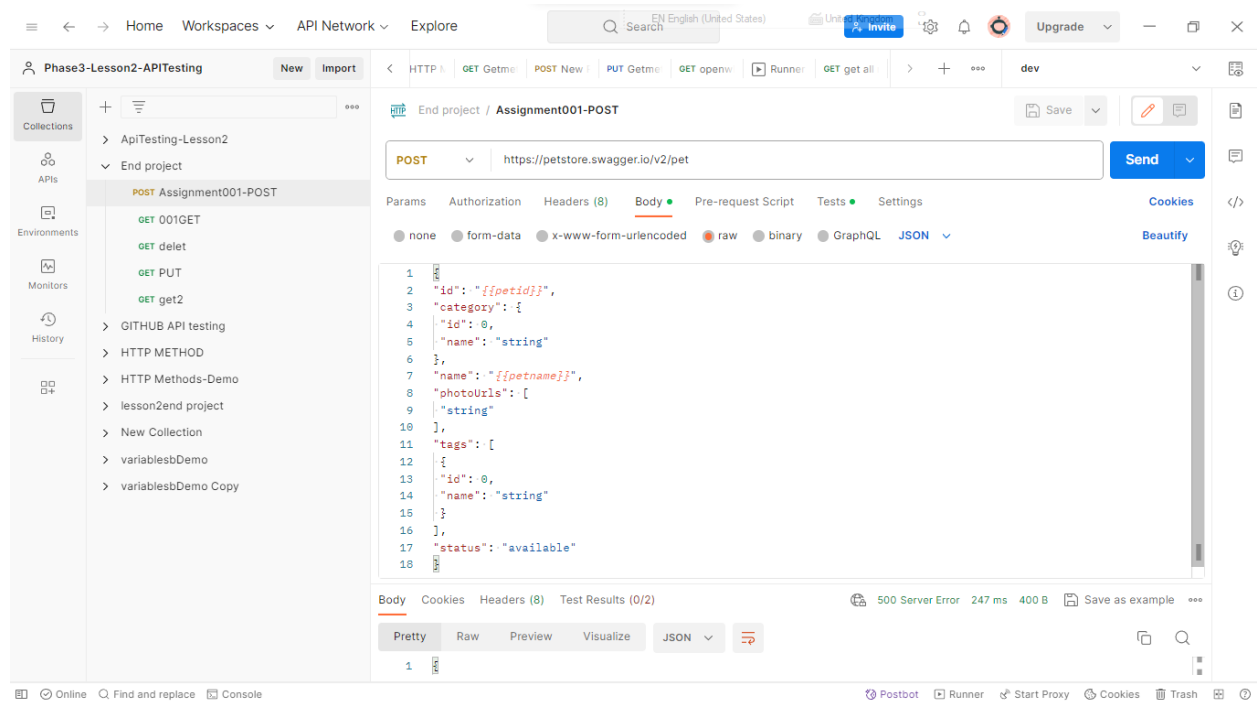 Home Workspaces API Network Explore Search EN English (United States) United Kingdom Invite Upgrade
Phase3-Lesson2-APITesting New Import HTTP GET Getme POST New PUT Getme GET openw Runner GET get all dev
End project / Assignment001-POST Save
Collections
APIs
Environments
Monitors
History
ApiTesting-Lesson2
End project
POST Assignment001-POST
GET 001GET
GET delet
GET PUT
GET get2
GITHUB API testing
HTTP METHOD
HTTP Methods-Demo
lesson2end project
New Collection
variablesbDemo
variablesbDemo Copy
POST https://petstore.swagger.io/v2/pet Send
Params Authorization Headers (8) Body Pre-request Script Tests Settings Cookies
none form-data x-www-form-urlencoded raw binary GraphQL JSON Beautify
1 {
2 "id": "{{petid}}",
3 "category": {
4 "id": 0,
5 "name": "string"
6 },
7 "name": "{{petname}}",
8 "photoUrls": [
9 "string"
10 ],
11 "tags": [
12 {
13 "id": 0,
14 "name": "string"
15 }
16 ],
17 "status": "available"
18 }
Body Cookies Headers (8) Test Results (0/2) 500 Server Error 247 ms 400 B Save as example
Pretty Raw Preview Visualize JSON
1 {
Online Find and replace Console Postbot Runner Start Proxy Cookies Trash